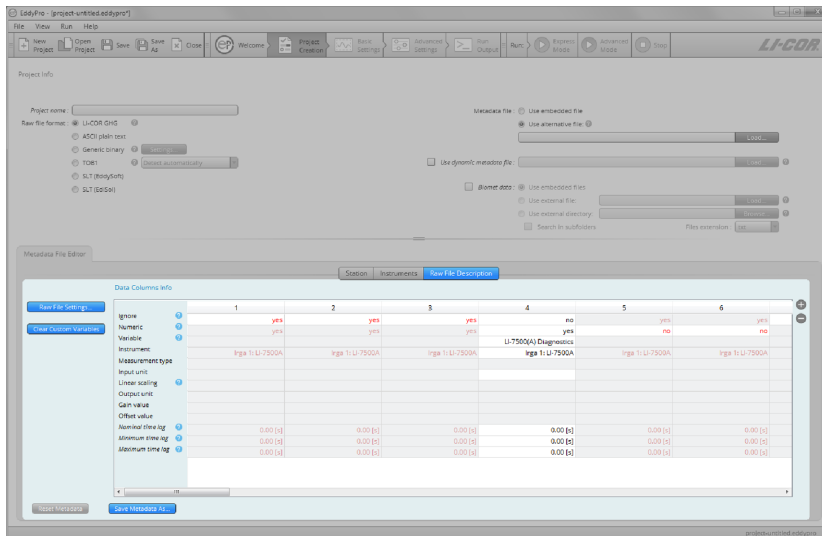 EddyPro - [project-untitled.eddypro*]
File View Run Help
New Project Open Project Save Save As Close ep Welcome Project Creation Basic Settings Advanced Settings Run Output Run: Express Mode Advanced Mode Stop LI-COR
Project Info
Project name :
Metadata file : Use embedded file
Raw file format : LI-COR GHG ?
Use alternative file: ?
ASCII plain text
Load...
Generic binary ? Settings...
TOB1 ? Detect automatically
Use dynamic metadata file: Load... ?
SLT (EddySoft)
SLT (EdiSol)
Biomet data : Use embedded files
Use external file: Load... ?
Use external directory: Browse... ?
Search in subfolders Files extension :
Metadata File Editor
Station Instruments Raw File Description
Data Columns Info
Raw File Settings...
Clear Custom Variables
1 2 3 4 5 6
Ignore ? yes yes yes no yes yes
Numeric ? yes yes yes yes no no
Variable ? LI-7500(A) Diagnostics
Instrument Irga 1: LI-7500A Irga 1: LI-7500A Irga 1: LI-7500A Irga 1: LI-7500A Irga 1: LI-7500A Irga 1: LI-7500A
Measurement type
Input unit
Linear scaling ?
Output unit
Gain value
Offset value
Nominal time lag ? 0.00 [s] 0.00 [s] 0.00 [s] 0.00 [s] 0.00 [s] 0.00 [s]
Minimum time lag ? 0.00 [s] 0.00 [s] 0.00 [s] 0.00 [s] 0.00 [s] 0.00 [s]
Maximum time lag ? 0.00 [s] 0.00 [s] 0.00 [s] 0.00 [s] 0.00 [s] 0.00 [s]
Reset Metadata Save Metadata As...
project-untitled.eddypro